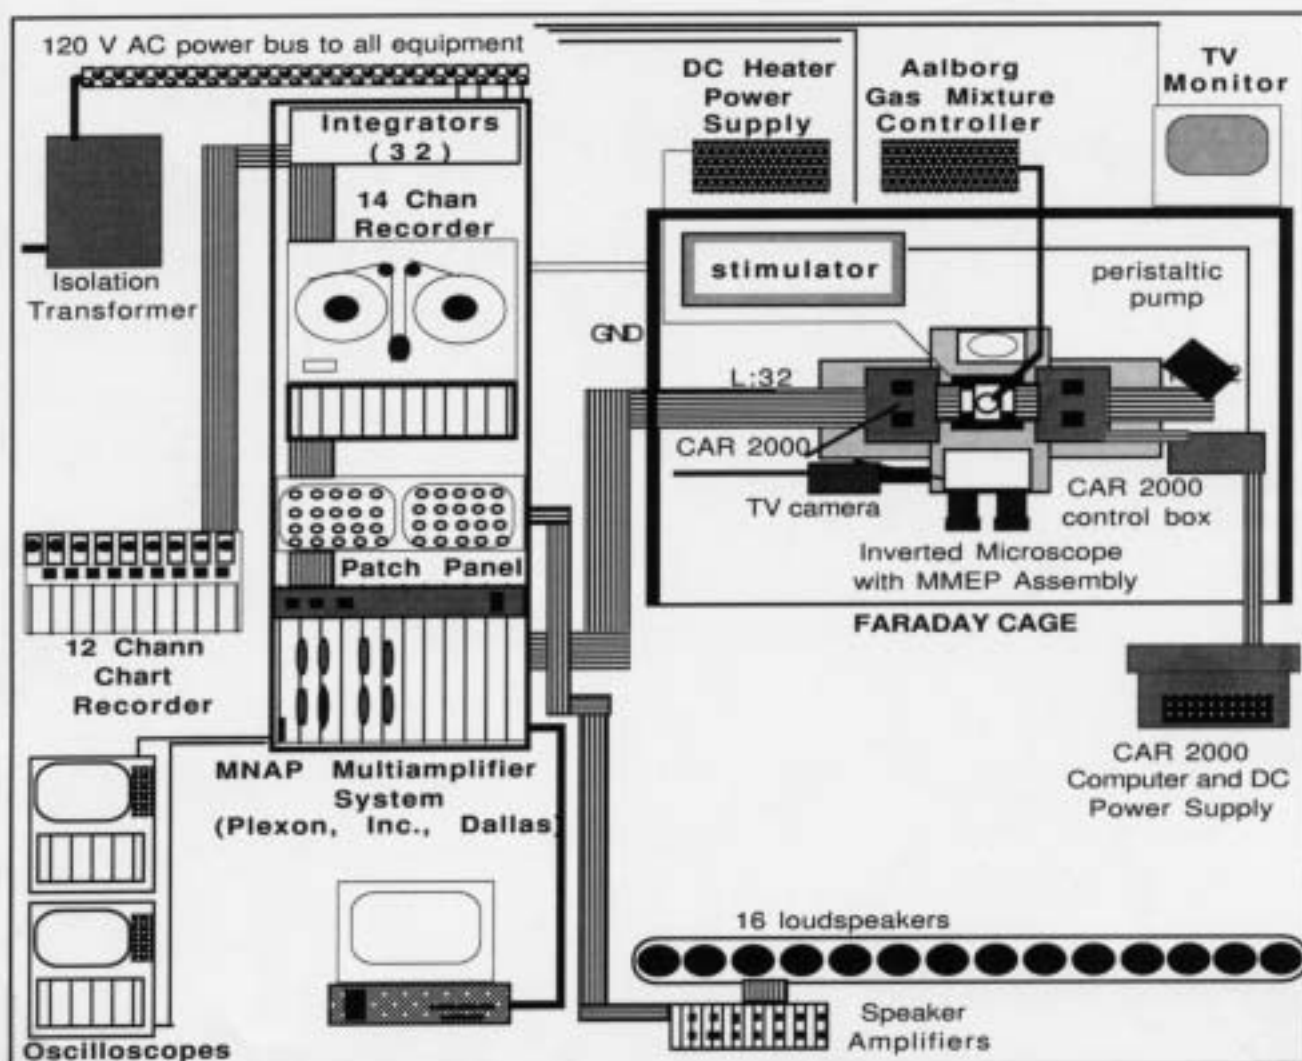 120 V AC power bus to all equipment
Integrators
(32)
14 Chan
Recorder
Isolation
Transformer
DC Heater
Power
Supply
Aalborg
Gas Mixture
Controller
TV
Monitor
stimulator
peristaltic
pump
GND
L:32
CAR 2000
TV camera
CAR 2000
control box
Inverted Microscope
with MMEP Assembly
FARADAY CAGE
Patch Panel
12 Chann
Chart
Recorder
MNAP Multiamplifier
System
(Plexon, Inc., Dallas)
CAR 2000
Computer and DC
Power Supply
16 loudspeakers
Speaker
Amplifiers
Oscilloscopes